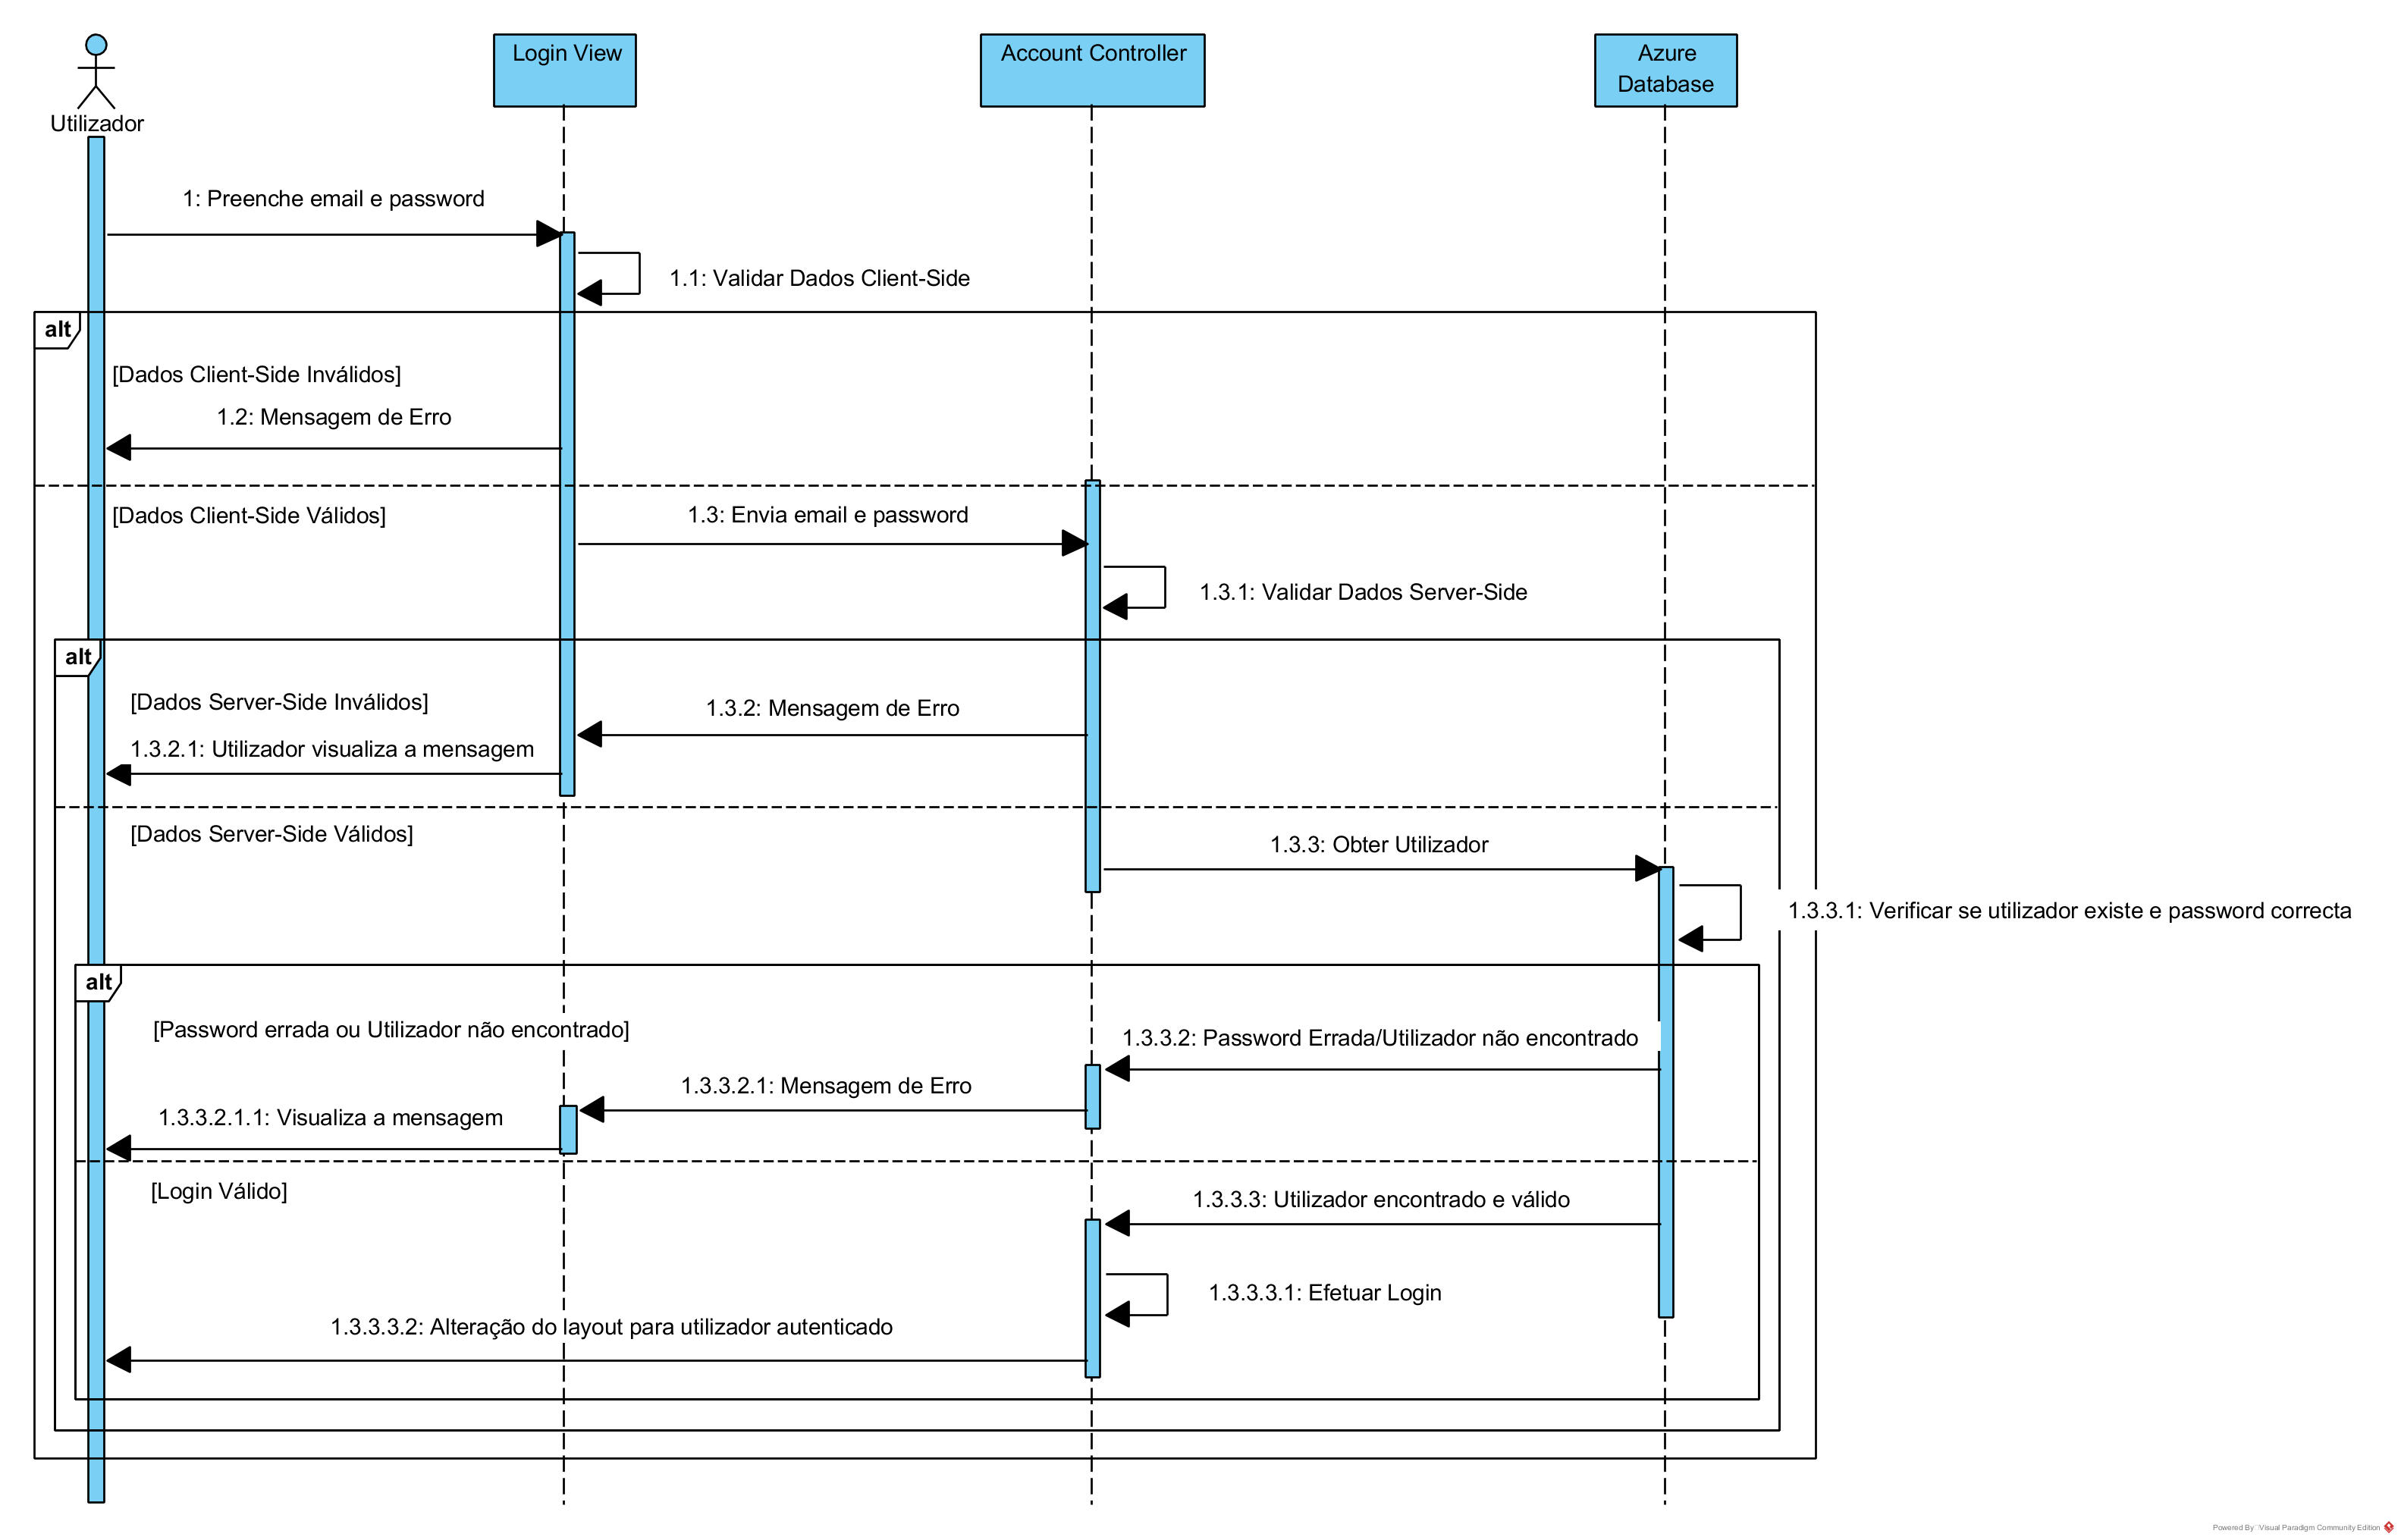 Utilizador
Login View
Account Controller
Azure
Database
1: Preenche email e password
1.1: Validar Dados Client-Side
alt
[Dados Client-Side Inválidos]
1.2: Mensagem de Erro
[Dados Client-Side Válidos]
1.3: Envia email e password
1.3.1: Validar Dados Server-Side
alt
[Dados Server-Side Inválidos]
1.3.2: Mensagem de Erro
1.3.2.1: Utilizador visualiza a mensagem
[Dados Server-Side Válidos]
1.3.3: Obter Utilizador
1.3.3.1: Verificar se utilizador existe e password correcta
alt
[Password errada ou Utilizador não encontrado]
1.3.3.2: Password Errada/Utilizador não encontrado
1.3.3.2.1: Mensagem de Erro
1.3.3.2.1.1: Visualiza a mensagem
[Login Válido]
1.3.3.3: Utilizador encontrado e válido
1.3.3.3.1: Efetuar Login
1.3.3.3.2: Alteração do layout para utilizador autenticado
Powered By Visual Paradigm Community Edition